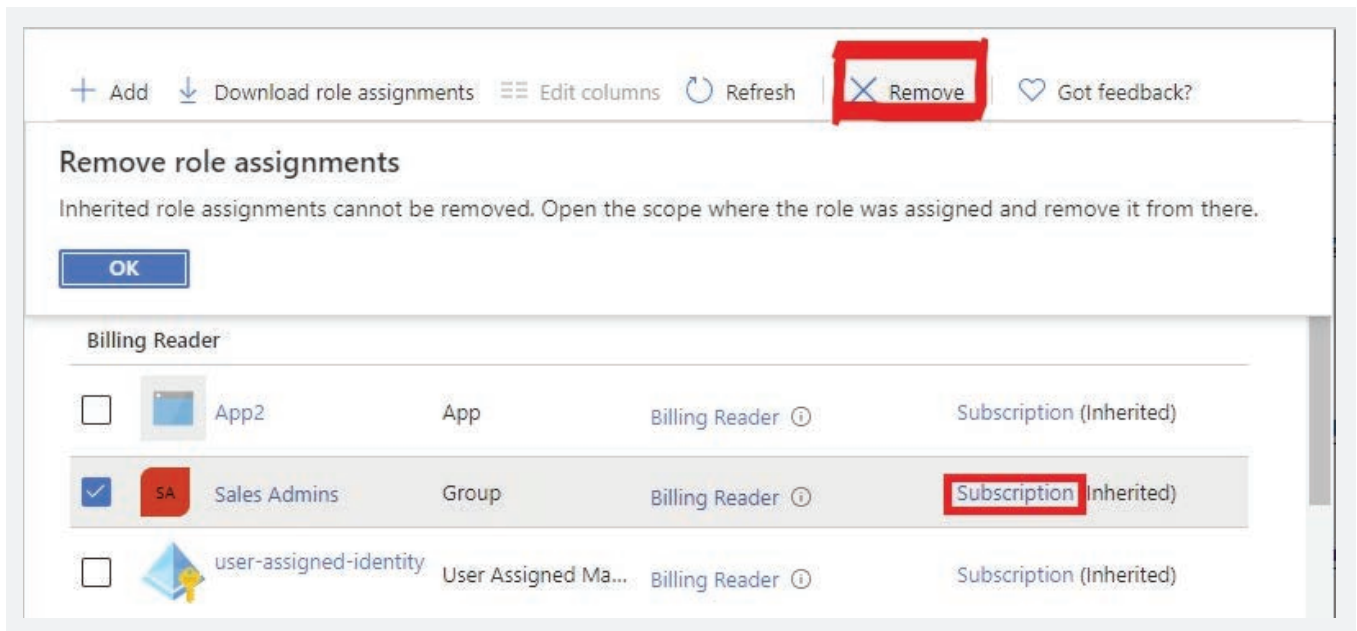 Add Download role assignments Edit columns Refresh Remove Got feedback?
Remove role assignments
Inherited role assignments cannot be removed. Open the scope where the role was assigned and remove it from there.
OK
Billing Reader
App2 App Billing Reader Subscription (Inherited)
SA Sales Admins Group Billing Reader Subscription (Inherited)
user-assigned-identity User Assigned Ma... Billing Reader Subscription (Inherited)